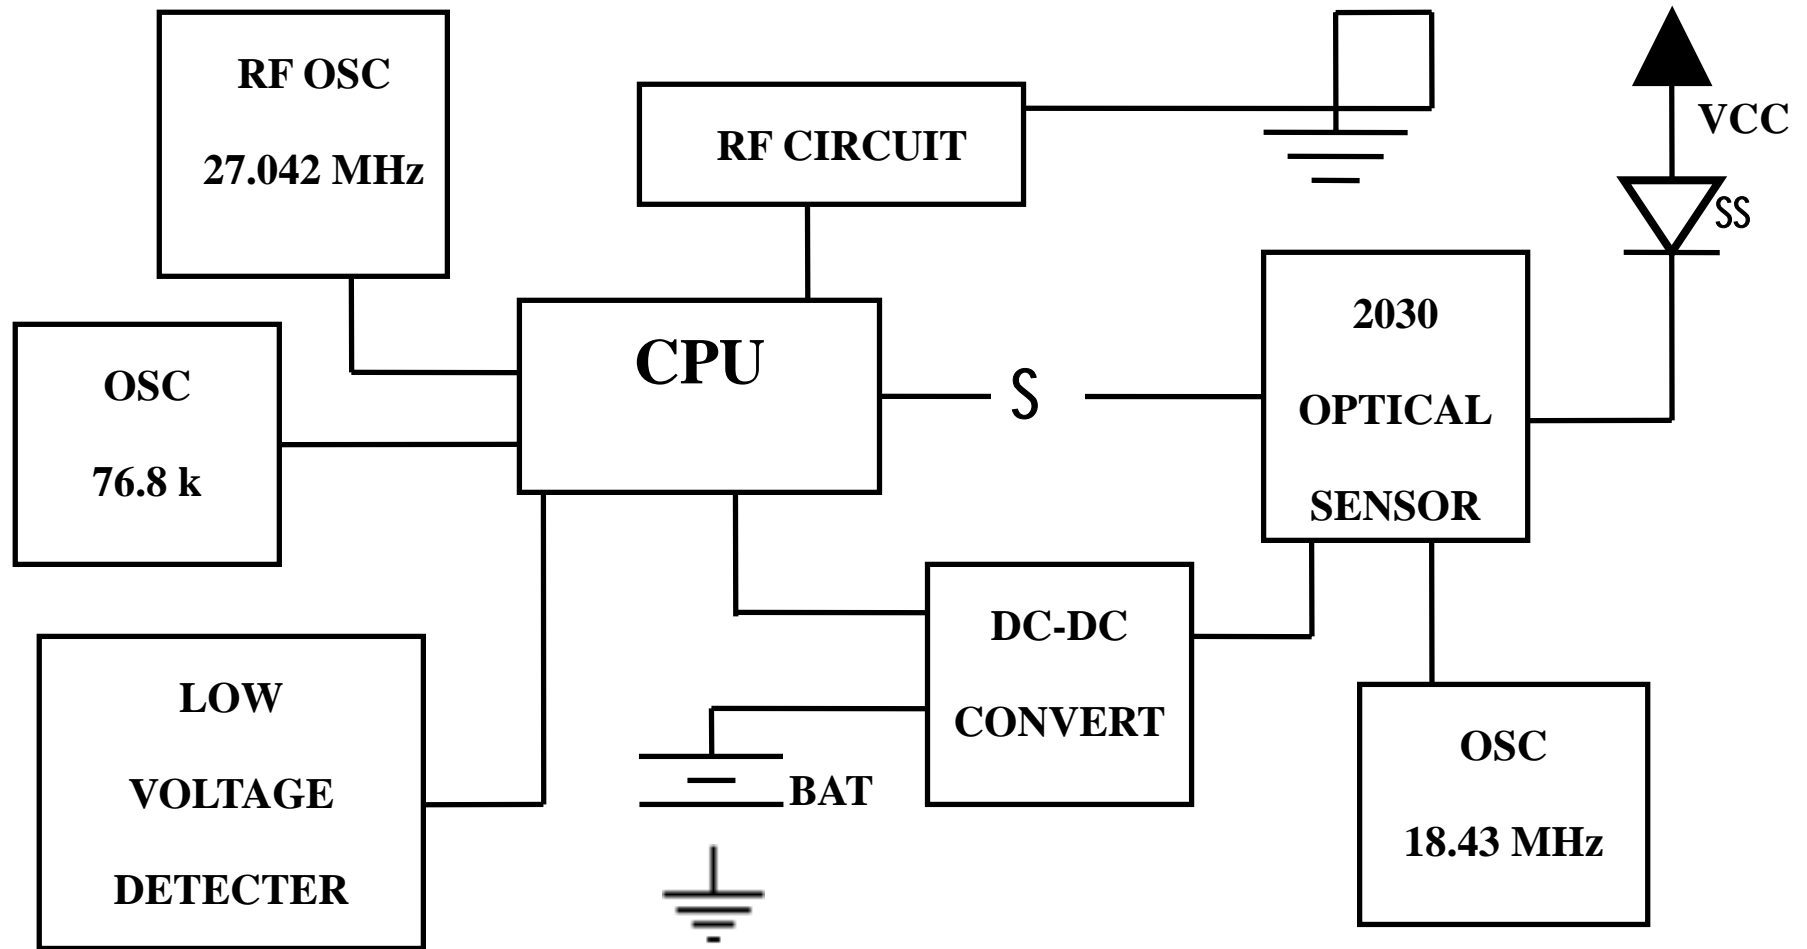 RF OSC
27.042 MHz
RF CIRCUIT
VCC
SS
OSC
76.8 k
CPU
S
2030
OPTICAL
SENSOR
LOW
VOLTAGE
DETECTER
BAT
DC-DC
CONVERT
OSC
18.43 MHz